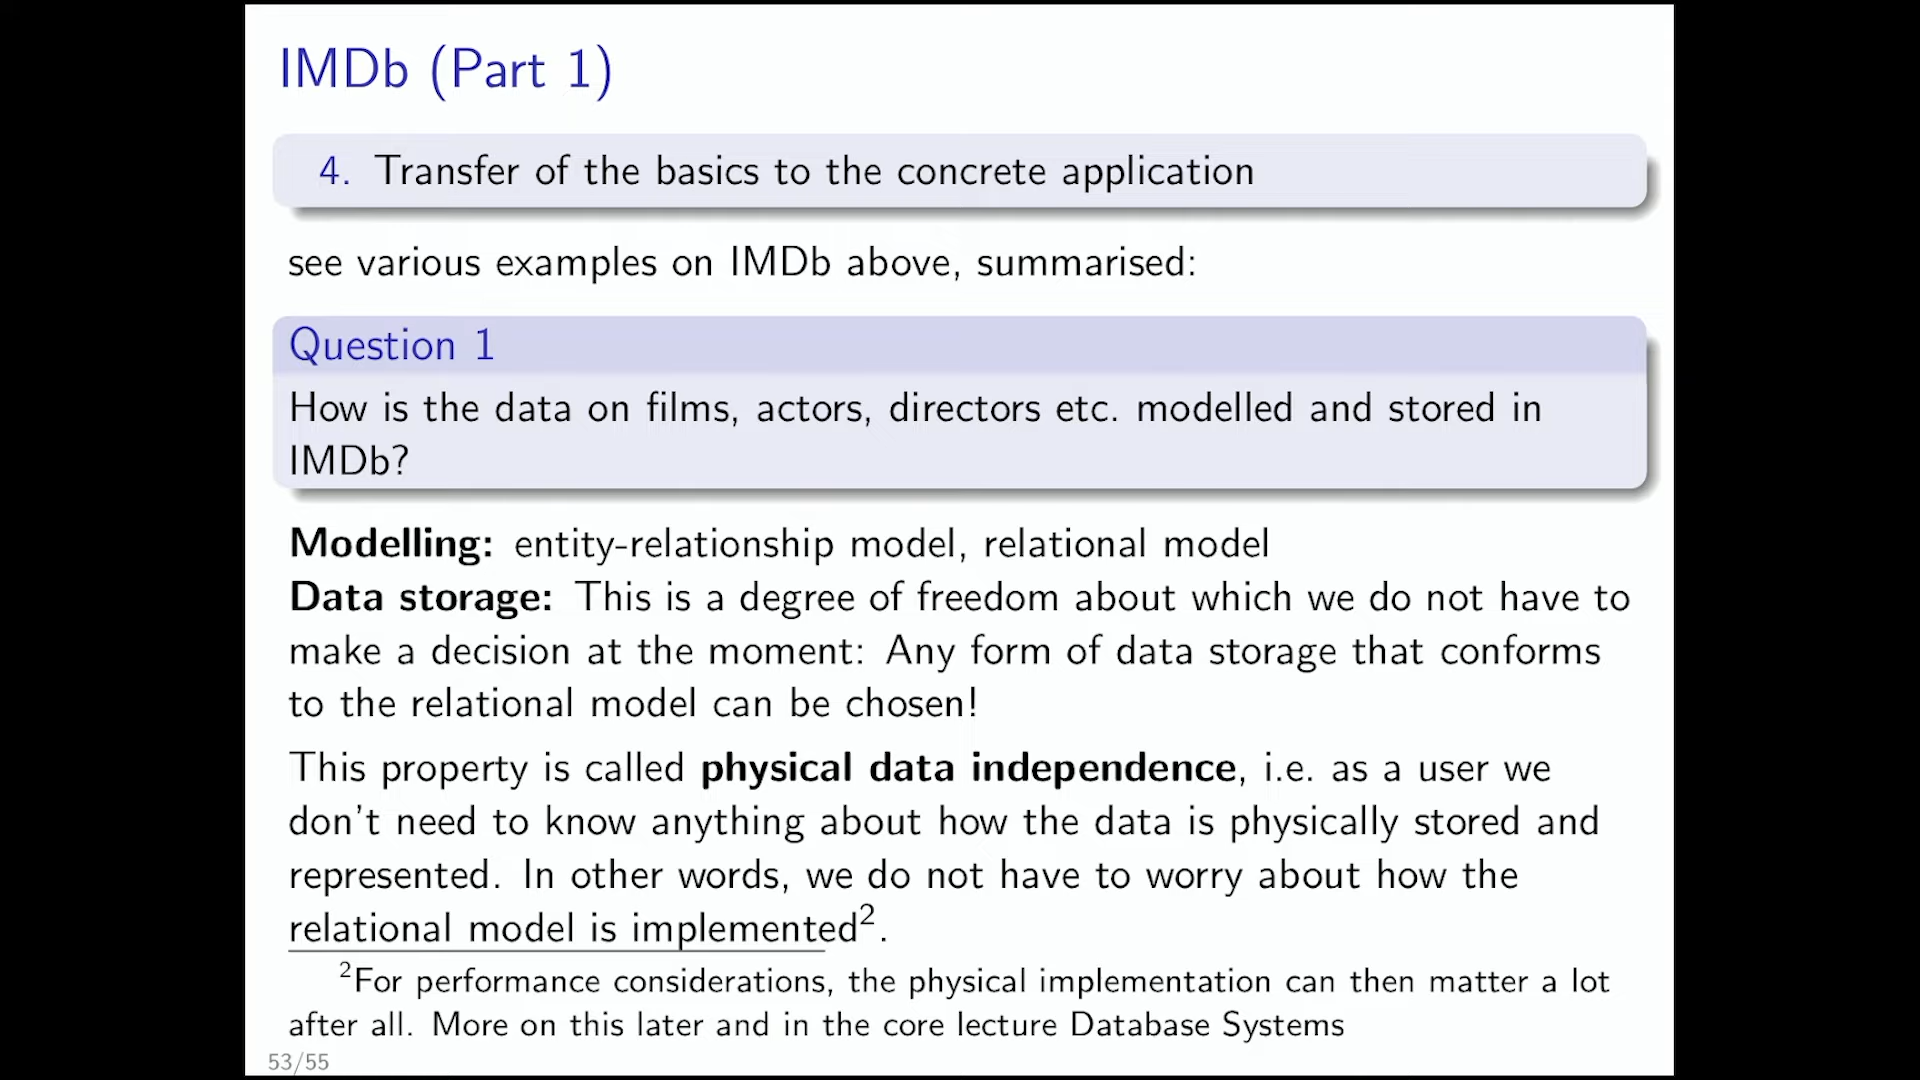 IMDb (Part 1)
4. Transfer of the basics to the concrete application
see various examples on IMDb above, summarised:
Question 1
How is the data on films, actors, directors etc. modelled and stored in
IMDb?
Modelling: entity-relationship model, relational model
Data storage: This is a degree of freedom about which we do not have to
make a decision at the moment: Any form of data storage that conforms
to the relational model can be chosen!
This property is called physical data independence, i.e. as a user we
don't need to know anything about how the data is physically stored and
represented. In other words, we do not have to worry about how the
relational model is implemented².
²For performance considerations, the physical implementation can then matter a lot
after all. More on this later and in the core lecture Database Systems
53/55